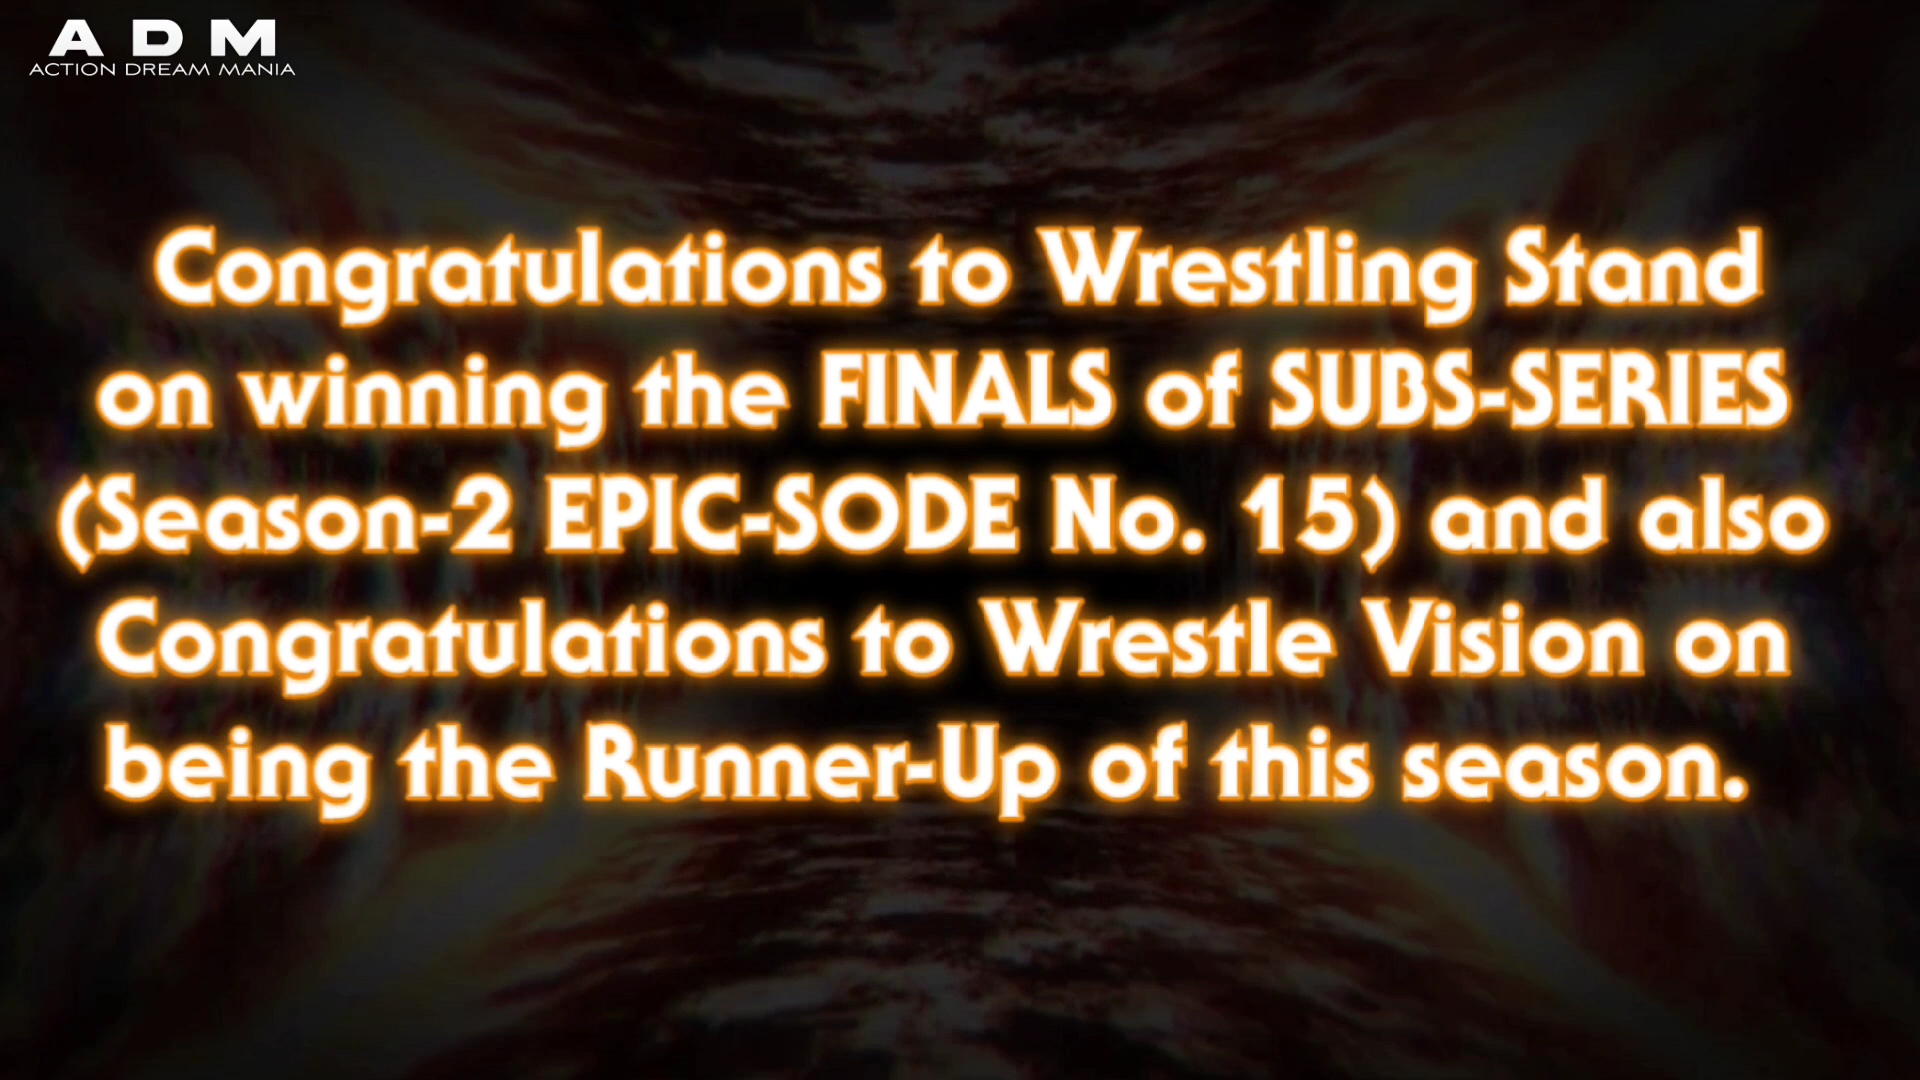 ADM
ACTION DREAM MANIA
Congratulations to Wrestling Stand
on winning the FINALS of SUBS-SERIES
(Season-2 EPIC-SODE No. 15) and also
Congratulations to Wrestle Vision on
being the Runner-Up of this season.